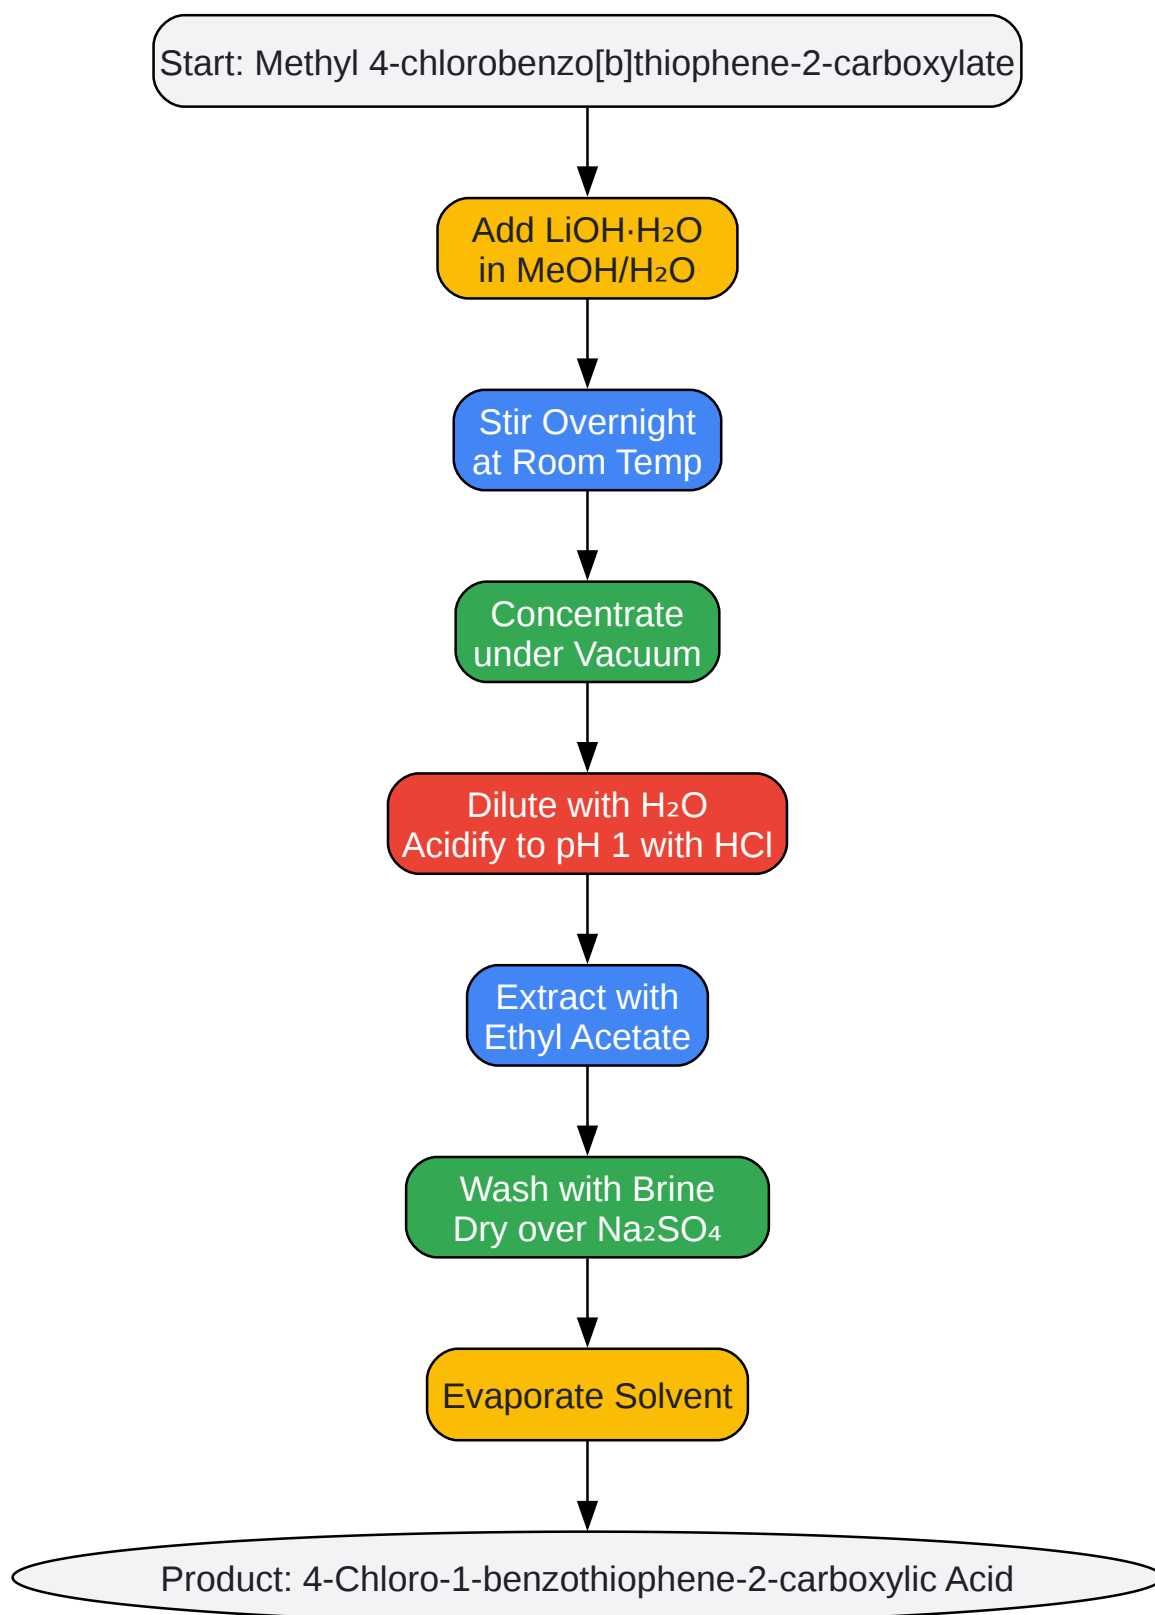 Start: Methyl 4-chlorobenzo[b]thiophene-2-carboxylate
Add LiOH·H₂O
in MeOH/H₂O
Stir Overnight
at Room Temp
Concentrate
under Vacuum
Dilute with H₂O
Acidify to pH 1 with HCl
Extract with
Ethyl Acetate
Wash with Brine
Dry over Na₂SO₄
Evaporate Solvent
Product: 4-Chloro-1-benzothiophene-2-carboxylic Acid